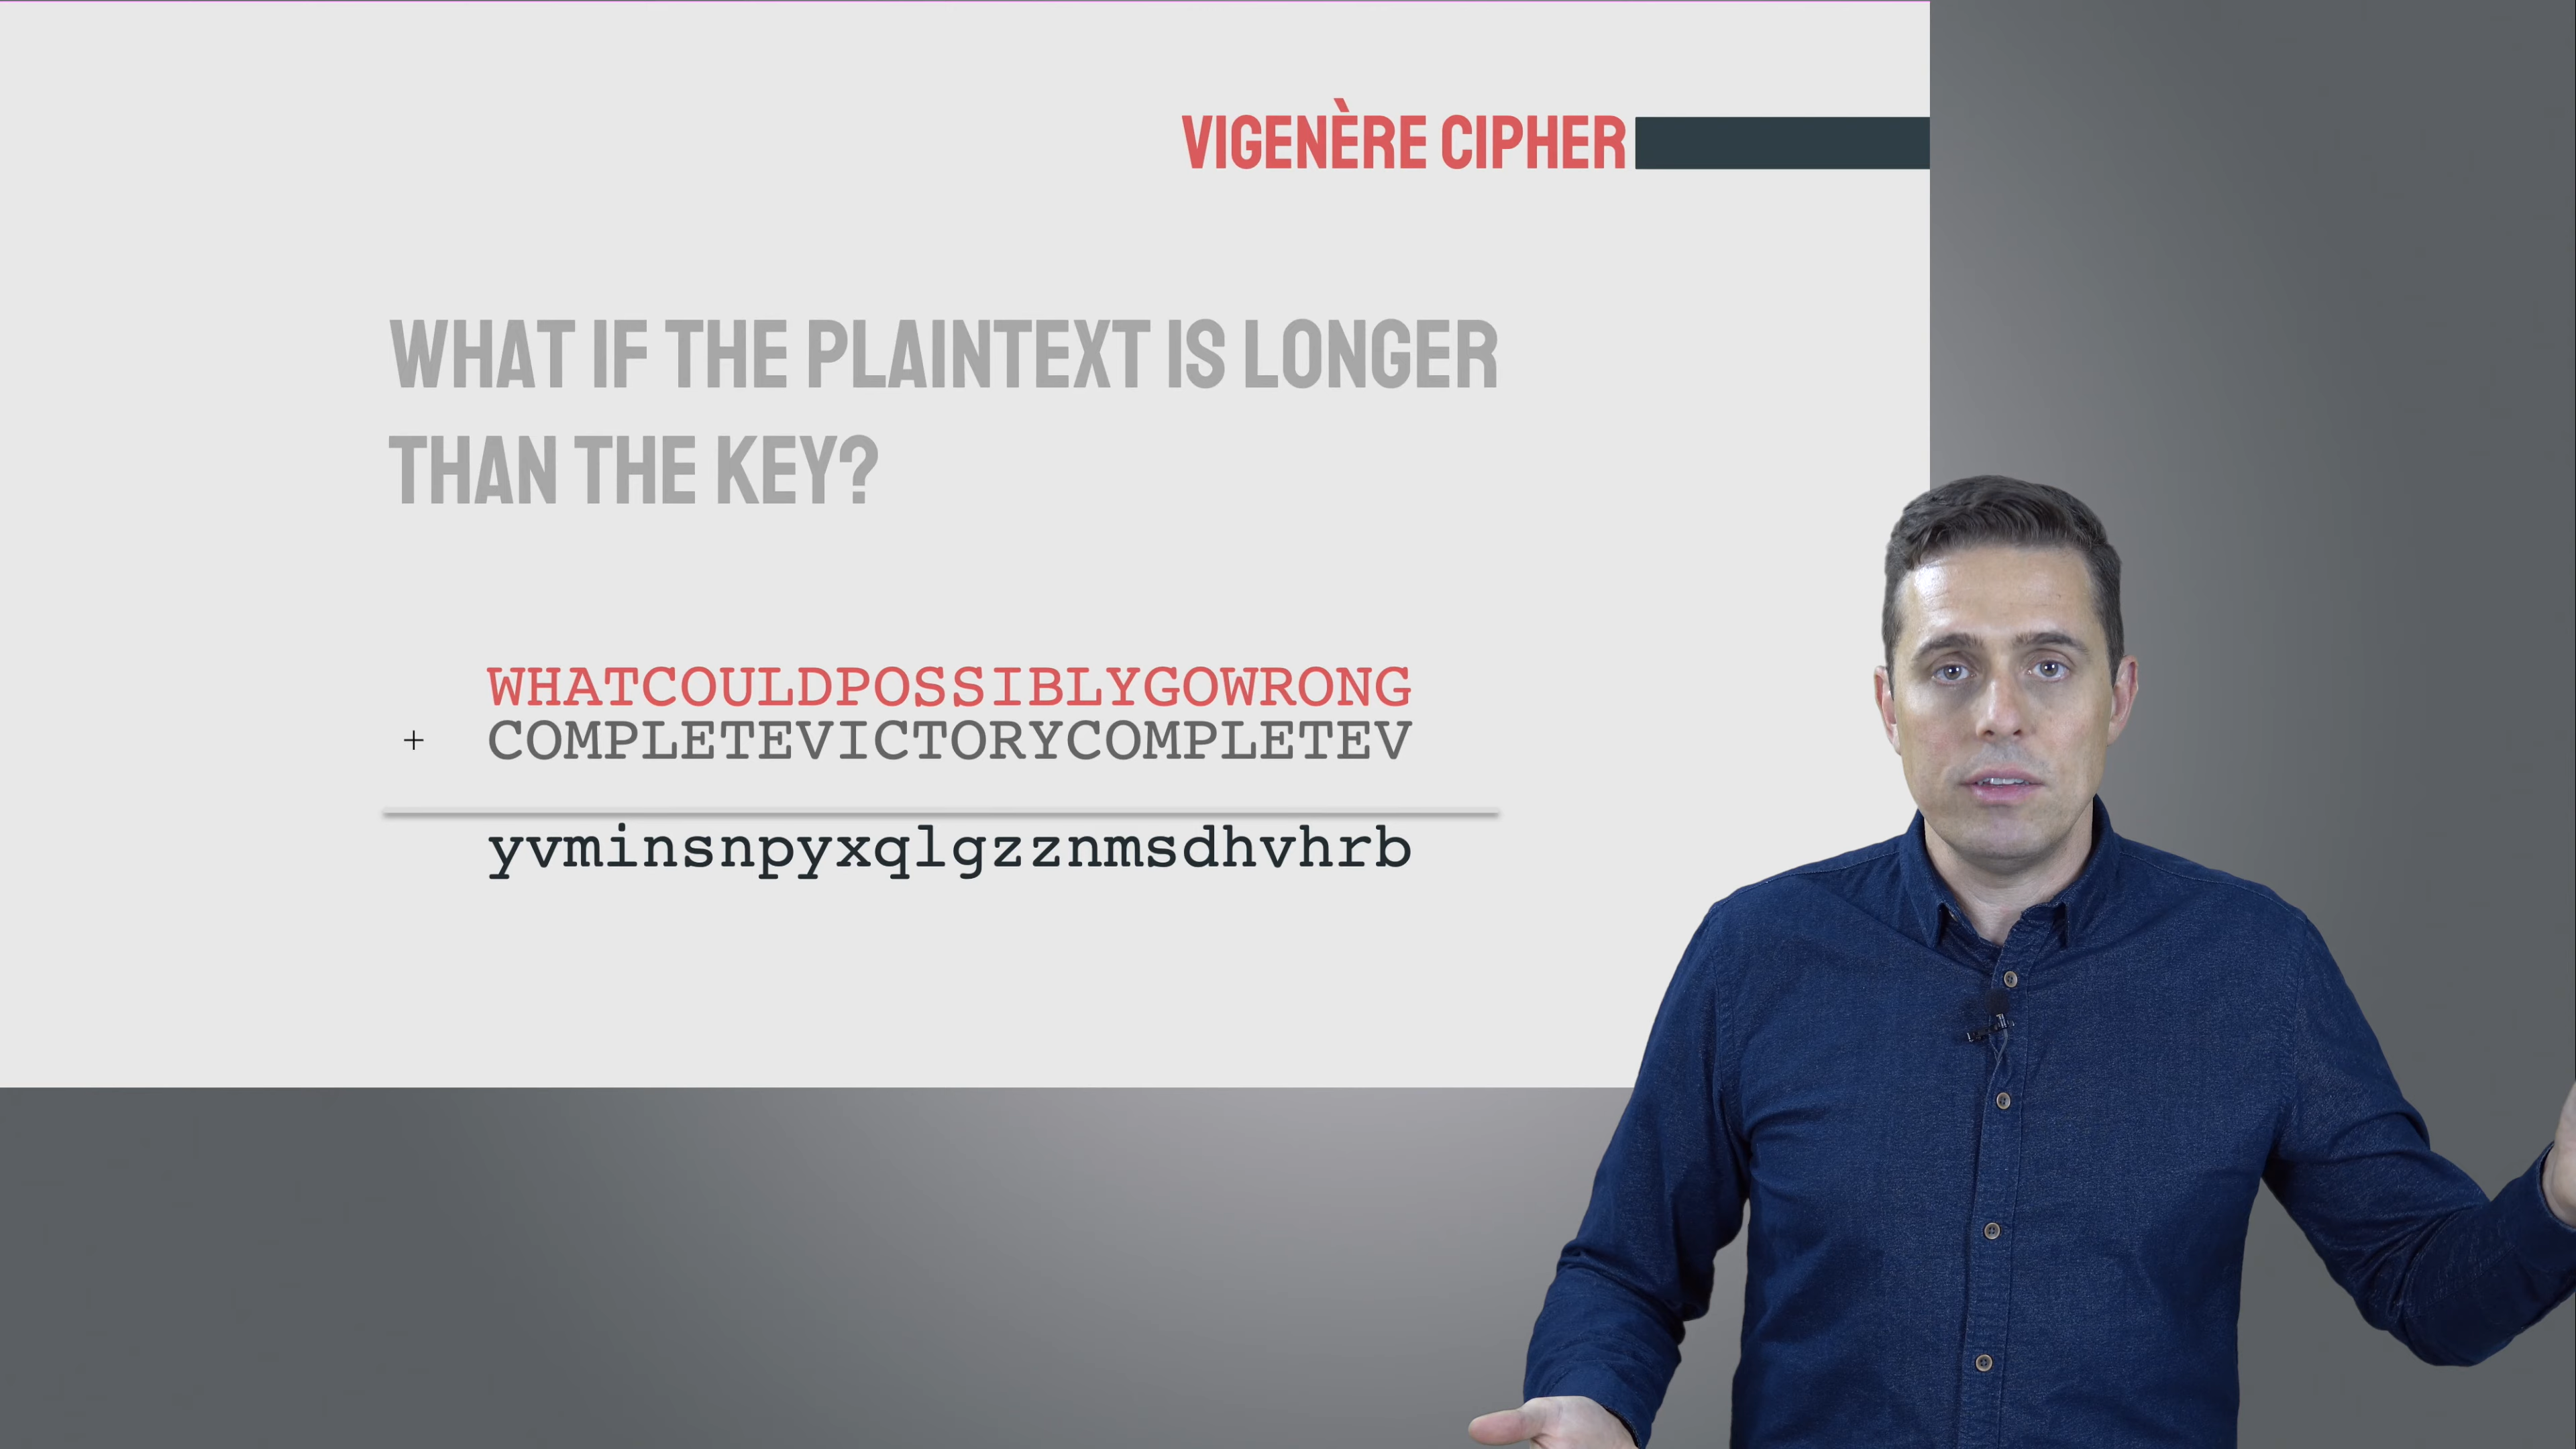 VIGENÈRE CIPHER
WHAT IF THE PLAINTEXT IS LONGER
THAN THE KEY?
WHATCOULDPOSSIBLYGOWRONG
+ COMPLETEVICTORYCOMPLETEV
yvminsnpyxqlgzznmsdhvhrb